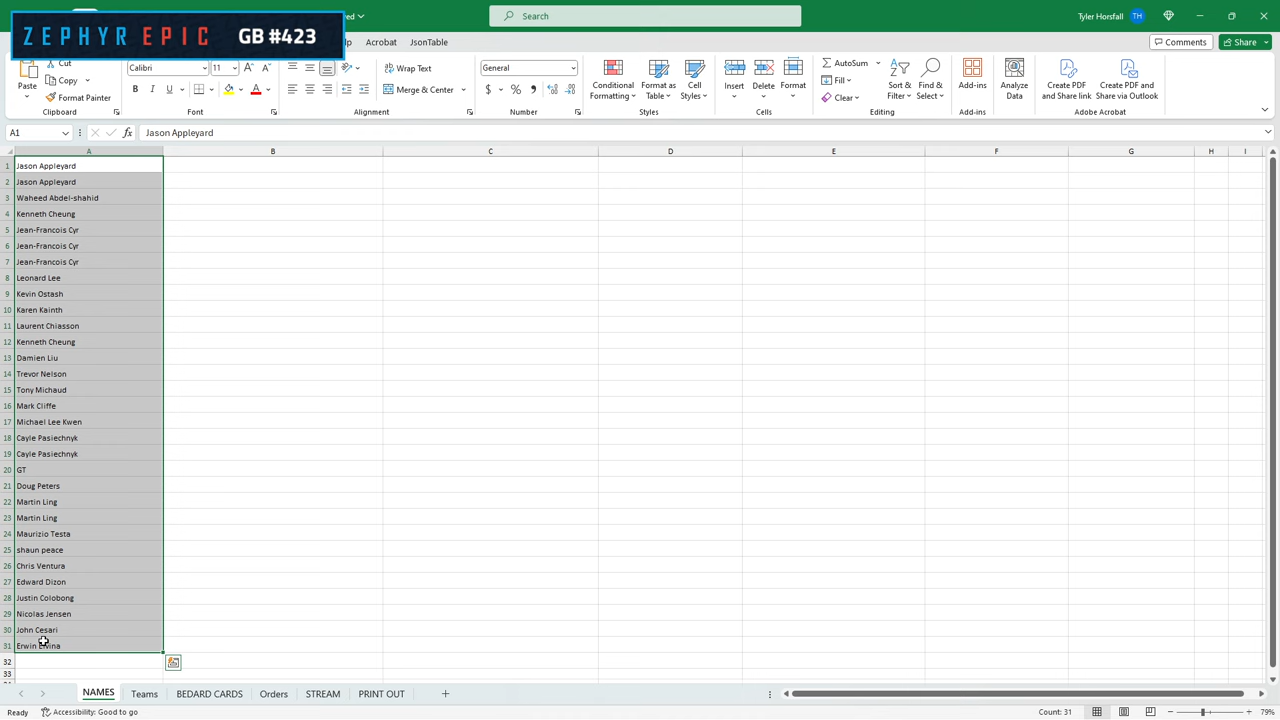 ZEPHYR EPIC GB #423
Search
Tyler Horsfall TH
Acrobat JsonTable
Comments Share
Cut
Copy
Format Painter
Paste
Clipboard
Calibri 11
Font
Wrap Text
Merge & Center
Alignment
General
Number
Conditional Formatting
Format as Table
Cell Styles
Styles
Insert Delete Format
Cells
AutoSum
Fill
Clear
Sort & Filter
Find & Select
Editing
Add-ins
Add-ins
Analyze Data
Create PDF and Share link
Create PDF and Share via Outlook
Adobe Acrobat
A1 fx Jason Appleyard
A B C D E F G H I
1 Jason Appleyard
2 Jason Appleyard
3 Waheed Abdel-shahid
4 Kenneth Cheung
5 Jean-Francois Cyr
6 Jean-Francois Cyr
7 Jean-Francois Cyr
8 Leonard Lee
9 Kevin Ostash
10 Karen Kainth
11 Laurent Chiasson
12 Kenneth Cheung
13 Damien Liu
14 Trevor Nelson
15 Tony Michaud
16 Mark Cliffe
17 Michael Lee Kwen
18 Cayle Pasiechnyk
19 Cayle Pasiechnyk
20 GT
21 Doug Peters
22 Martin Ling
23 Martin Ling
24 Maurizio Testa
25 shaun peace
26 Chris Ventura
27 Edward Dizon
28 Justin Colobong
29 Nicolas Jensen
30 John Cesari
31 Erwin
32
33
NAMES Teams BEDARD CARDS Orders STREAM PRINT OUT
Ready Accessibility: Good to go Count: 31 79%